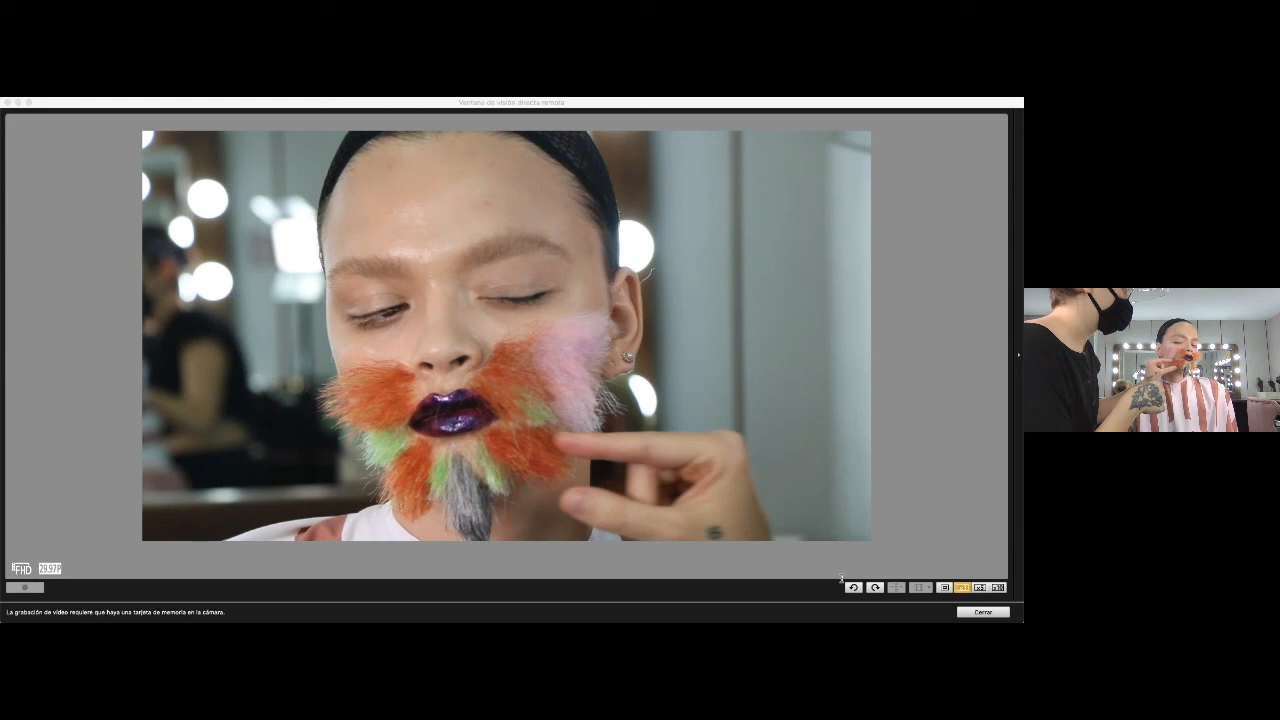 Ventana de visión directa remota
FHD 29.97P
La grabación de vídeo requiere que haya una tarjeta de memoria en la cámara.
Cerrar